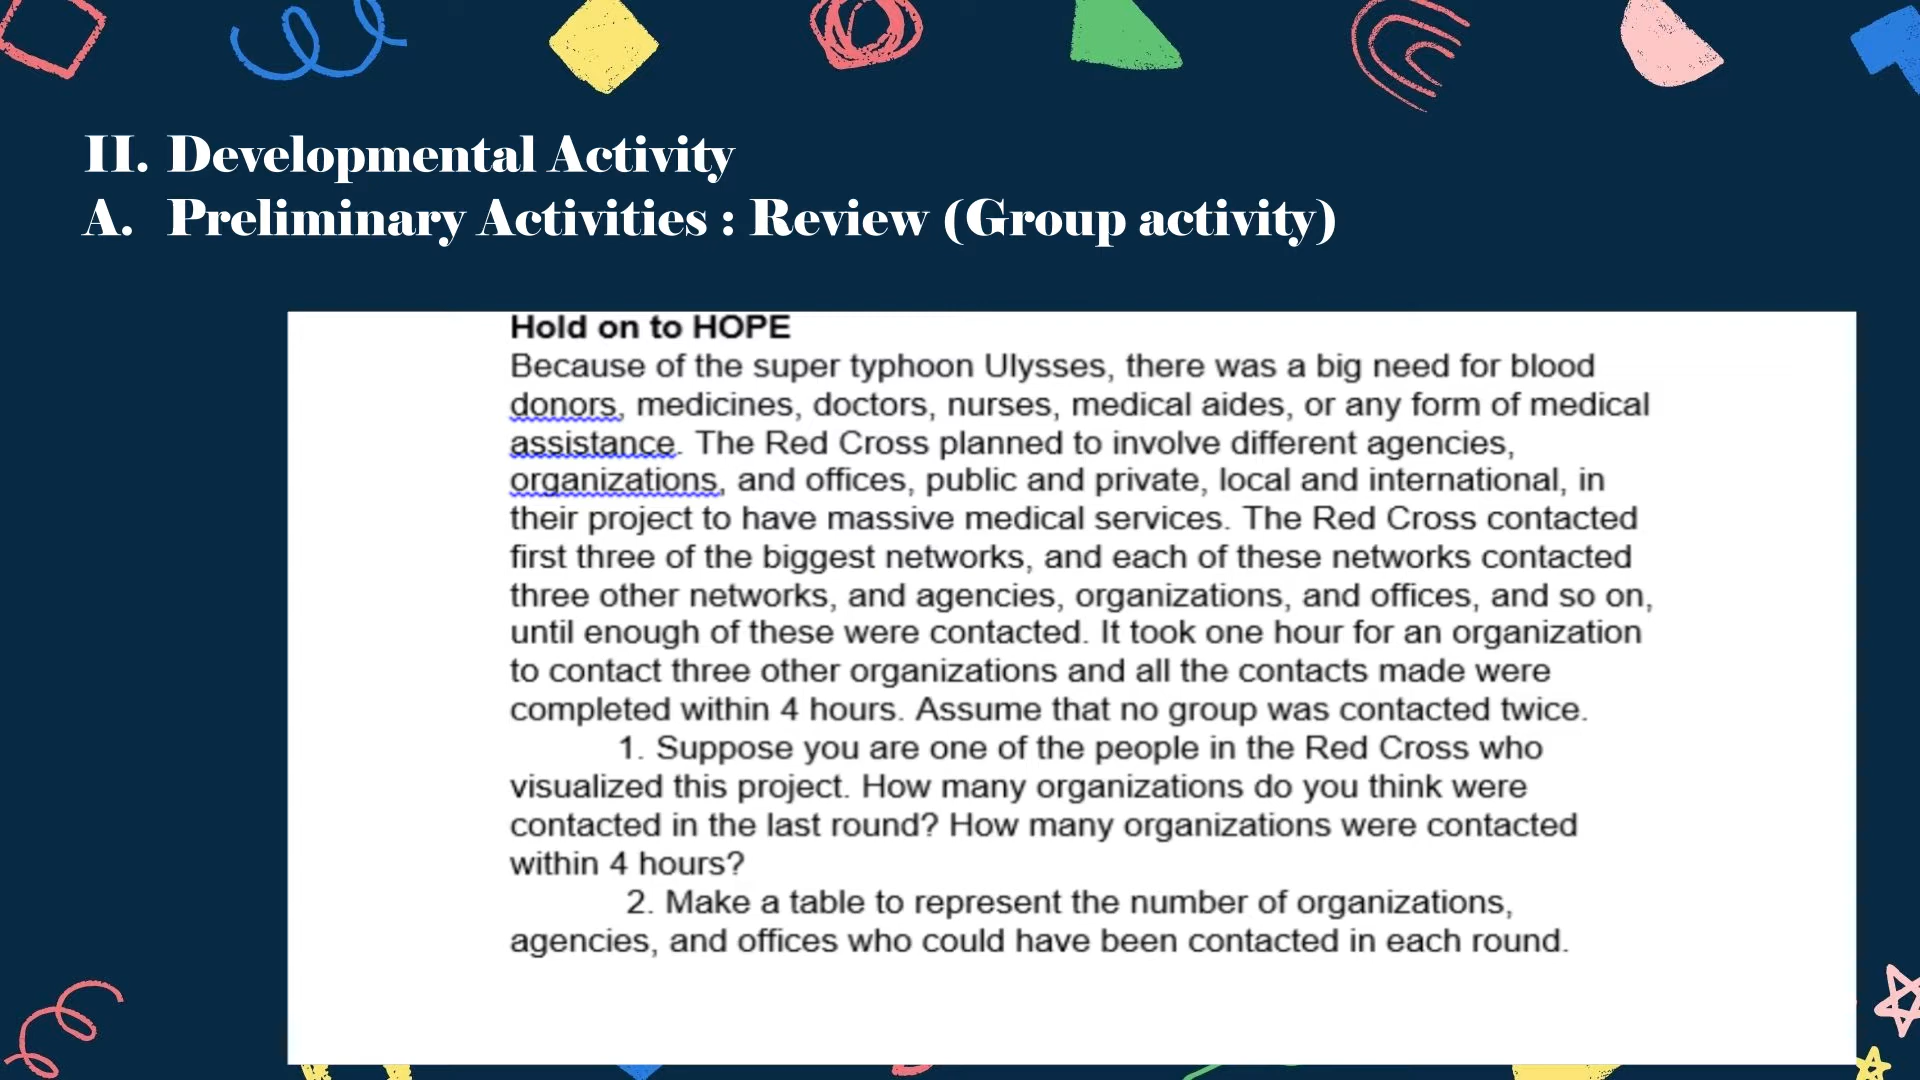 II. Developmental Activity
A. Preliminary Activities : Review (Group activity)
Hold on to HOPE
Because of the super typhoon Ulysses, there was a big need for blood
donors, medicines, doctors, nurses, medical aides, or any form of medical
assistance. The Red Cross planned to involve different agencies,
organizations, and offices, public and private, local and international, in
their project to have massive medical services. The Red Cross contacted
first three of the biggest networks, and each of these networks contacted
three other networks, and agencies, organizations, and offices, and so on,
until enough of these were contacted. It took one hour for an organization
to contact three other organizations and all the contacts made were
completed within 4 hours. Assume that no group was contacted twice.
1. Suppose you are one of the people in the Red Cross who
visualized this project. How many organizations do you think were
contacted in the last round? How many organizations were contacted
within 4 hours?
2. Make a table to represent the number of organizations,
agencies, and offices who could have been contacted in each round.